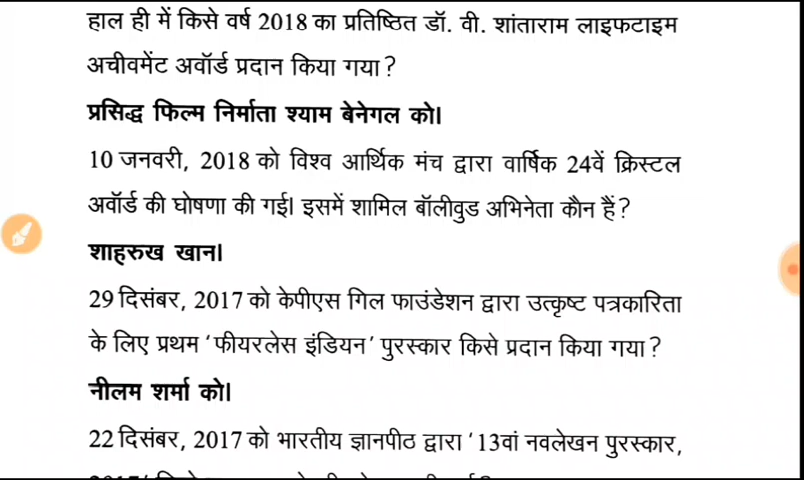 हाल ही में किसे वर्ष 2018 का प्रतिष्ठित डॉ. वी. शांताराम लाइफटाइम
अचीवमेंट अवॉर्ड प्रदान किया गया?
प्रसिद्ध फिल्म निर्माता श्याम बेनेगल को।
10 जनवरी, 2018 को विश्व आर्थिक मंच द्वारा वार्षिक 24वें क्रिस्टल
अवॉर्ड की घोषणा की गई। इसमें शामिल बॉलीवुड अभिनेता कौन हैं?
शाहरुख खान।
29 दिसंबर, 2017 को केपीएस गिल फाउंडेशन द्वारा उत्कृष्ट पत्रकारिता
के लिए प्रथम 'फीयरलेस इंडियन' पुरस्कार किसे प्रदान किया गया?
नीलम शर्मा को।
22 दिसंबर, 2017 को भारतीय ज्ञानपीठ द्वारा '13वां नवलेखन पुरस्कार,